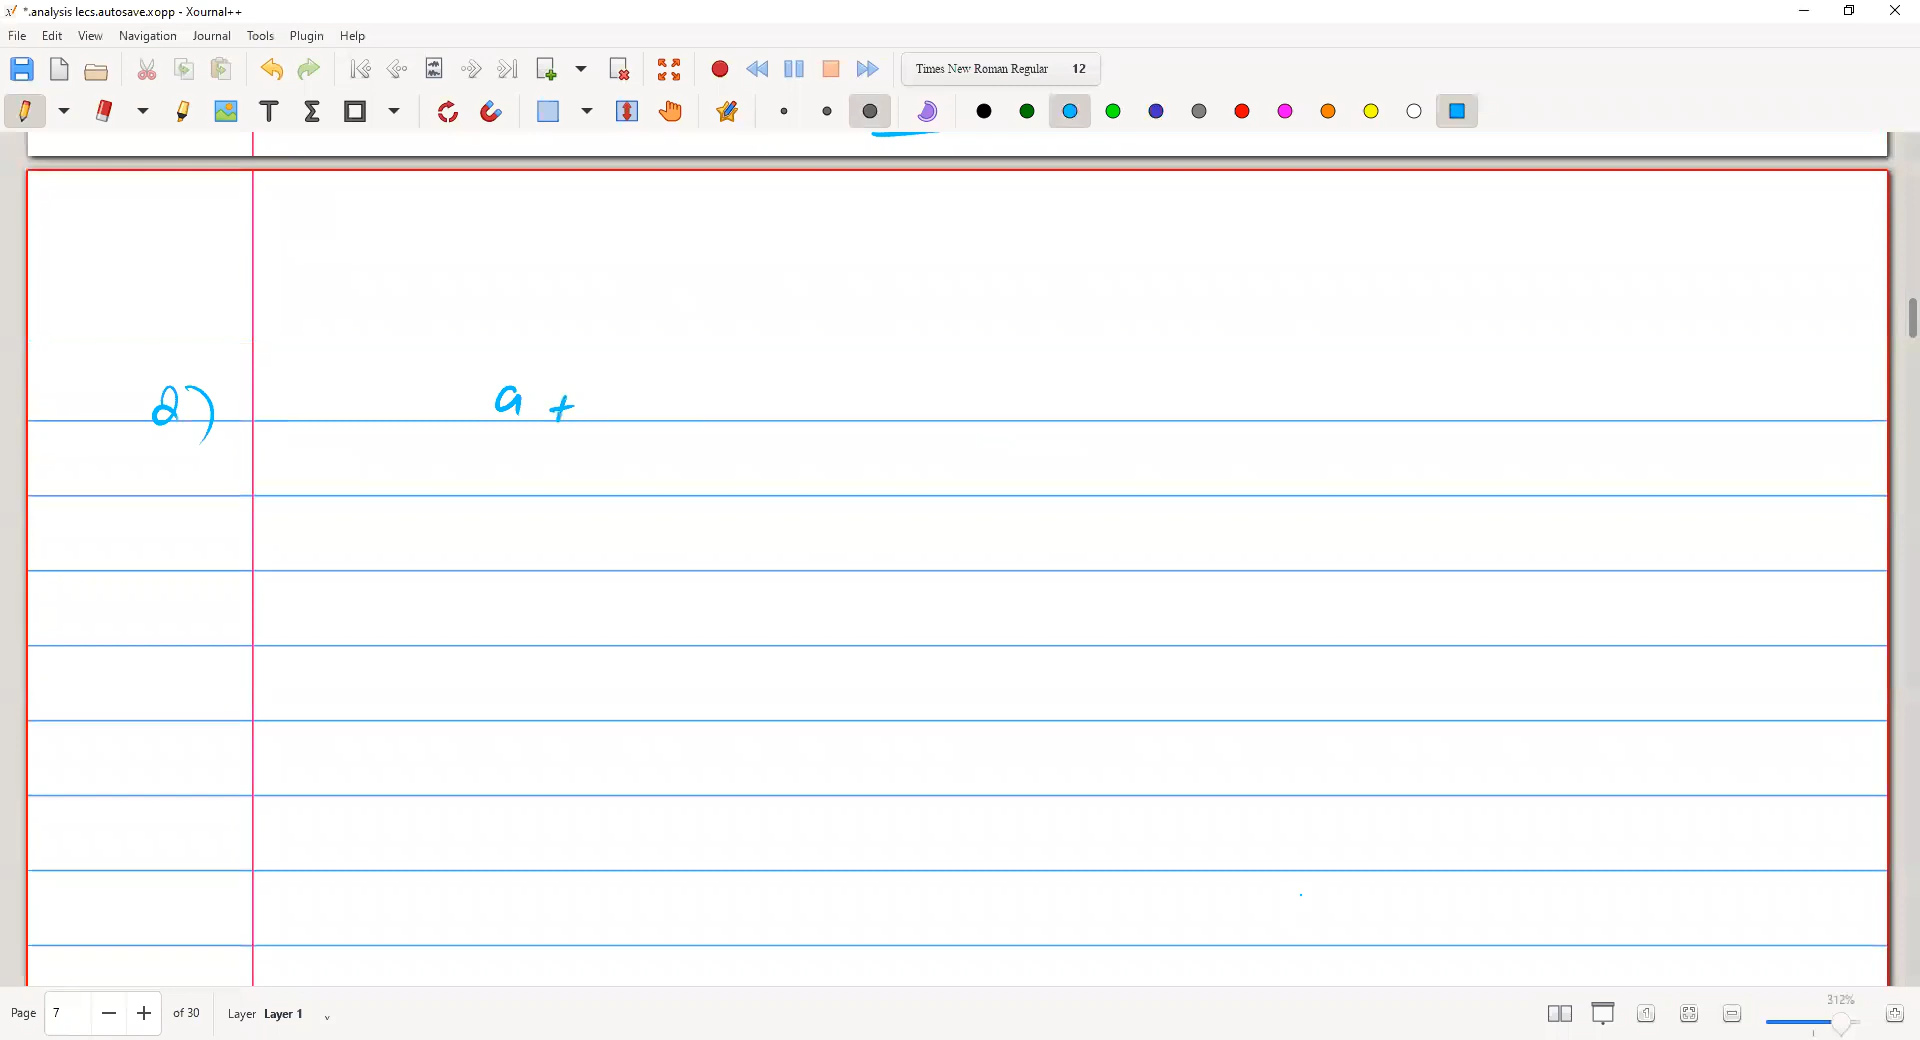 *.analysis lecs.autosave.xopp - Xournal++
File Edit View Navigation Journal Tools Plugin Help
Times New Roman Regular 12
2) a +
Page 7 of 30 Layer Layer 1 312%